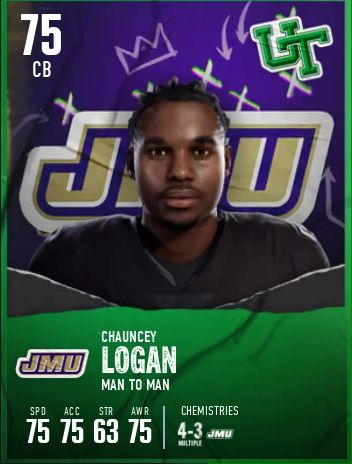 75
CB
UT
JMU
CHAUNCEY
LOGAN
JMU
MAN TO MAN
SPD ACC STR AWR
75 75 63 75
CHEMISTRIES
4-3
MULTIPLE
JMU